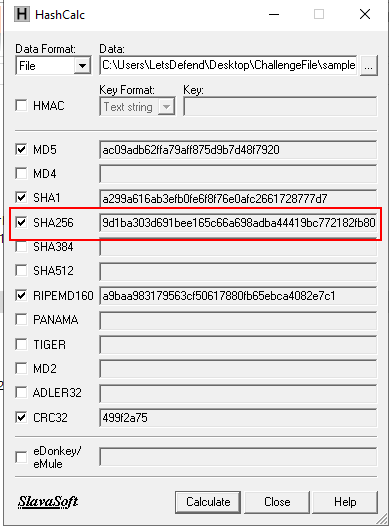 HashCalc
Data Format: Data:
File C:\Users\LetsDefend\Desktop\ChallengeFile\sample ...
Key Format: Key:
HMAC Text string
MD5 ac09adb62ffa79aff875d9b7d48f7920
MD4
SHA1 a299a616ab3efb0fe6f8f76e0afc2661728777d7
SHA256 9d1ba303d691bee165c66a698adba44419bc772182fb80
SHA384
SHA512
RIPEMD160 a9baa983179563cf50617880fb65ebca4082e7c1
PANAMA
TIGER
MD2
ADLER32
CRC32 499f2a75
eDonkey/
eMule
SlavaSoft Calculate Close Help